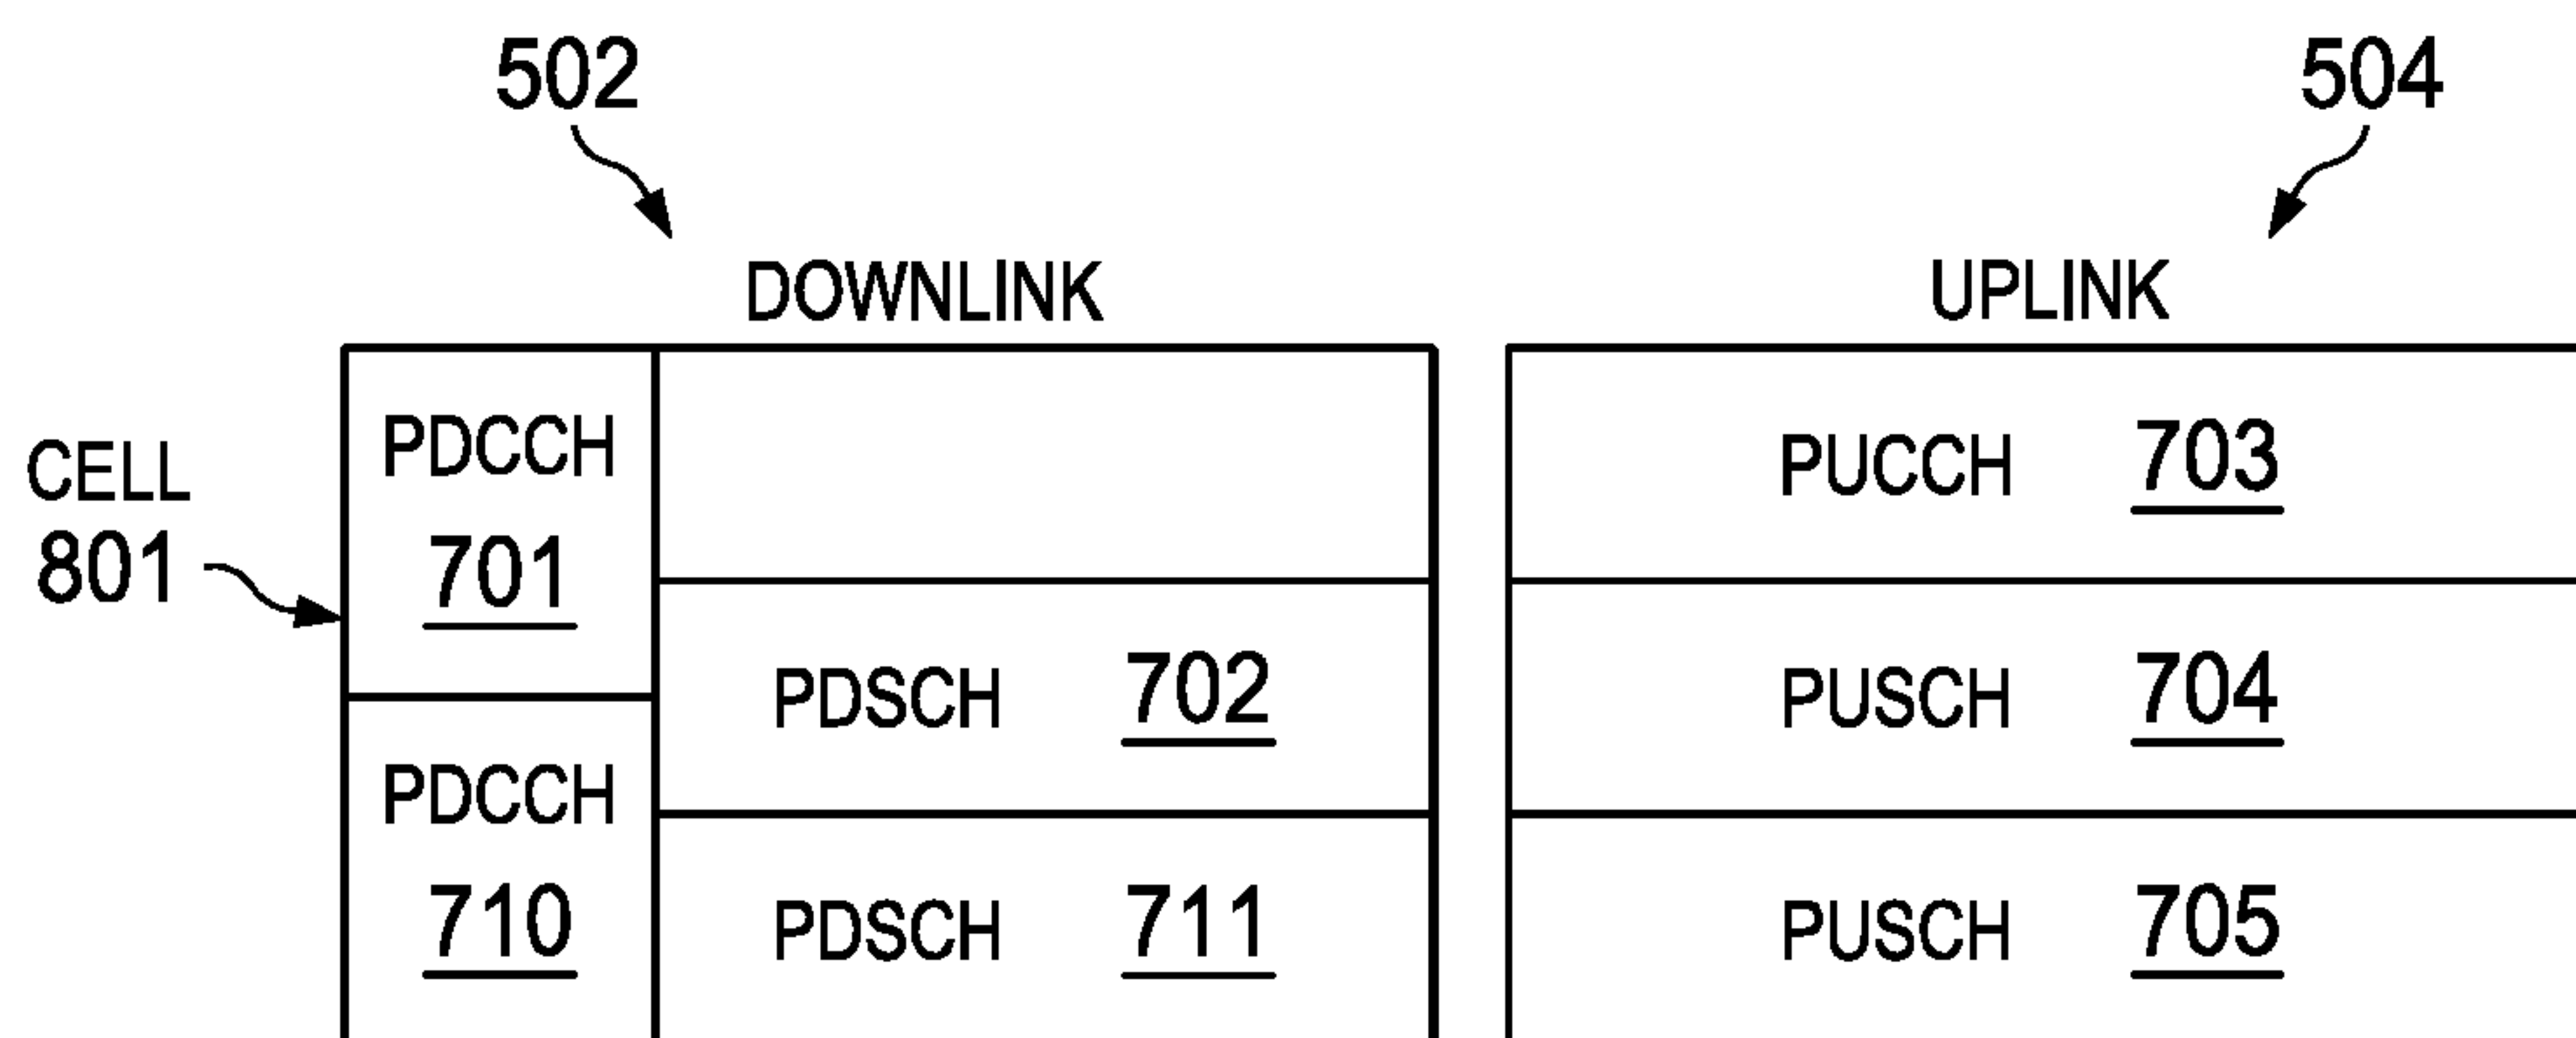 502
504
DOWNLINK
UPLINK
CELL
801
PDCCH
701
PUCCH 703
PDSCH 702
PUSCH 704
PDCCH
710
PDSCH 711
PUSCH 705